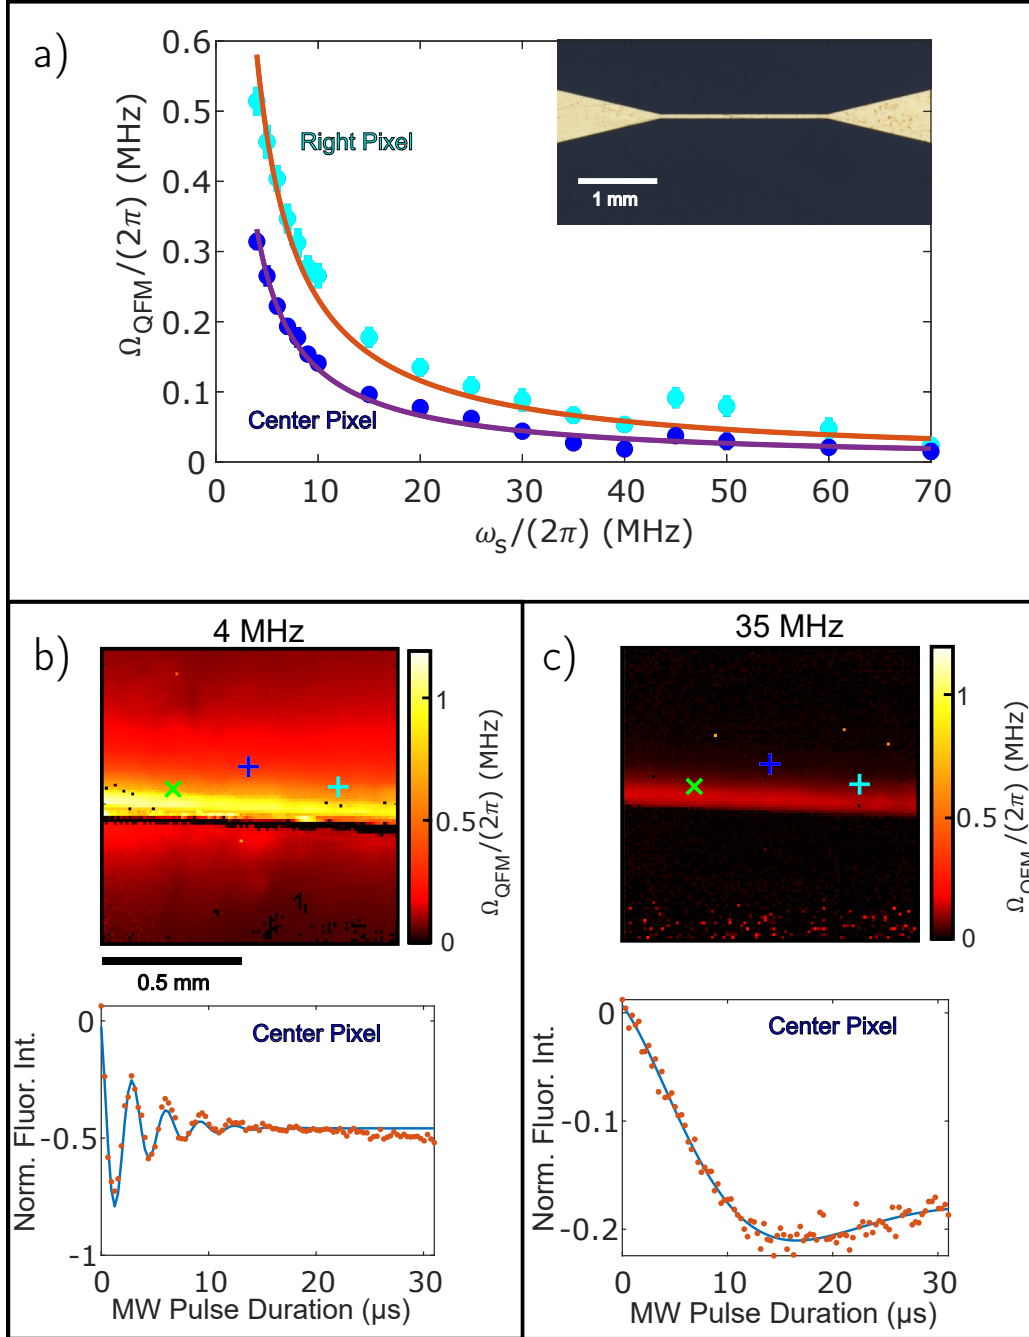 a)
0.6
0.5
0.4
0.3
0.2
0.1
0
Ω_QFM/(2π) (MHz)
Right Pixel
Center Pixel
1 mm
0 10 20 30 40 50 60 70
ω_s/(2π) (MHz)
b)
4 MHz
1
0.5
0
Ω_QFM/(2π) (MHz)
0.5 mm
0
-0.5
-1
Norm. Fluor. Int.
Center Pixel
0 10 20 30
MW Pulse Duration (µs)
c)
35 MHz
1
0.5
0
Ω_QFM/(2π) (MHz)
0
-0.1
-0.2
Norm. Fluor. Int.
Center Pixel
0 10 20 30
MW Pulse Duration (µs)